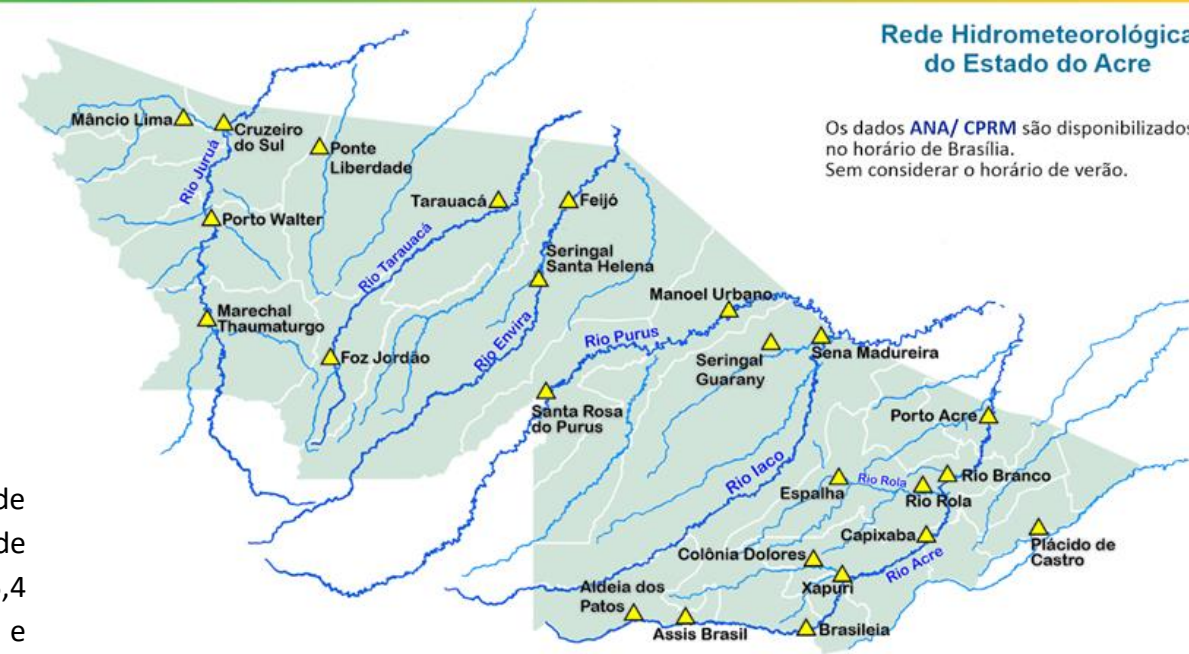 Rede Hidrometeorológica
do Estado do Acre
Os dados ANA/ CPRM são disponibilizados
no horário de Brasília.
Sem considerar o horário de verão.
Mâncio Lima
Cruzeiro
do Sul
Ponte
Liberdade
Rio Juruá
Porto Walter
Tarauacá
Feijó
Rio Tarauacá
Seringal
Santa Helena
Marechal
Thaumaturgo
Foz Jordão
Rio Envira
Manoel Urbano
Rio Purus
Seringal
Guarany
Sena Madureira
Santa Rosa
do Purus
Porto Acre
Rio Iaco
Espalha
Rio Rola
Rio Rola
Rio Branco
Capixaba
Plácido de
Castro
Colônia Dolores
Rio Acre
Xapuri
Aldeia dos
Patos
Assis Brasil
Brasileia
de
de
,4
e